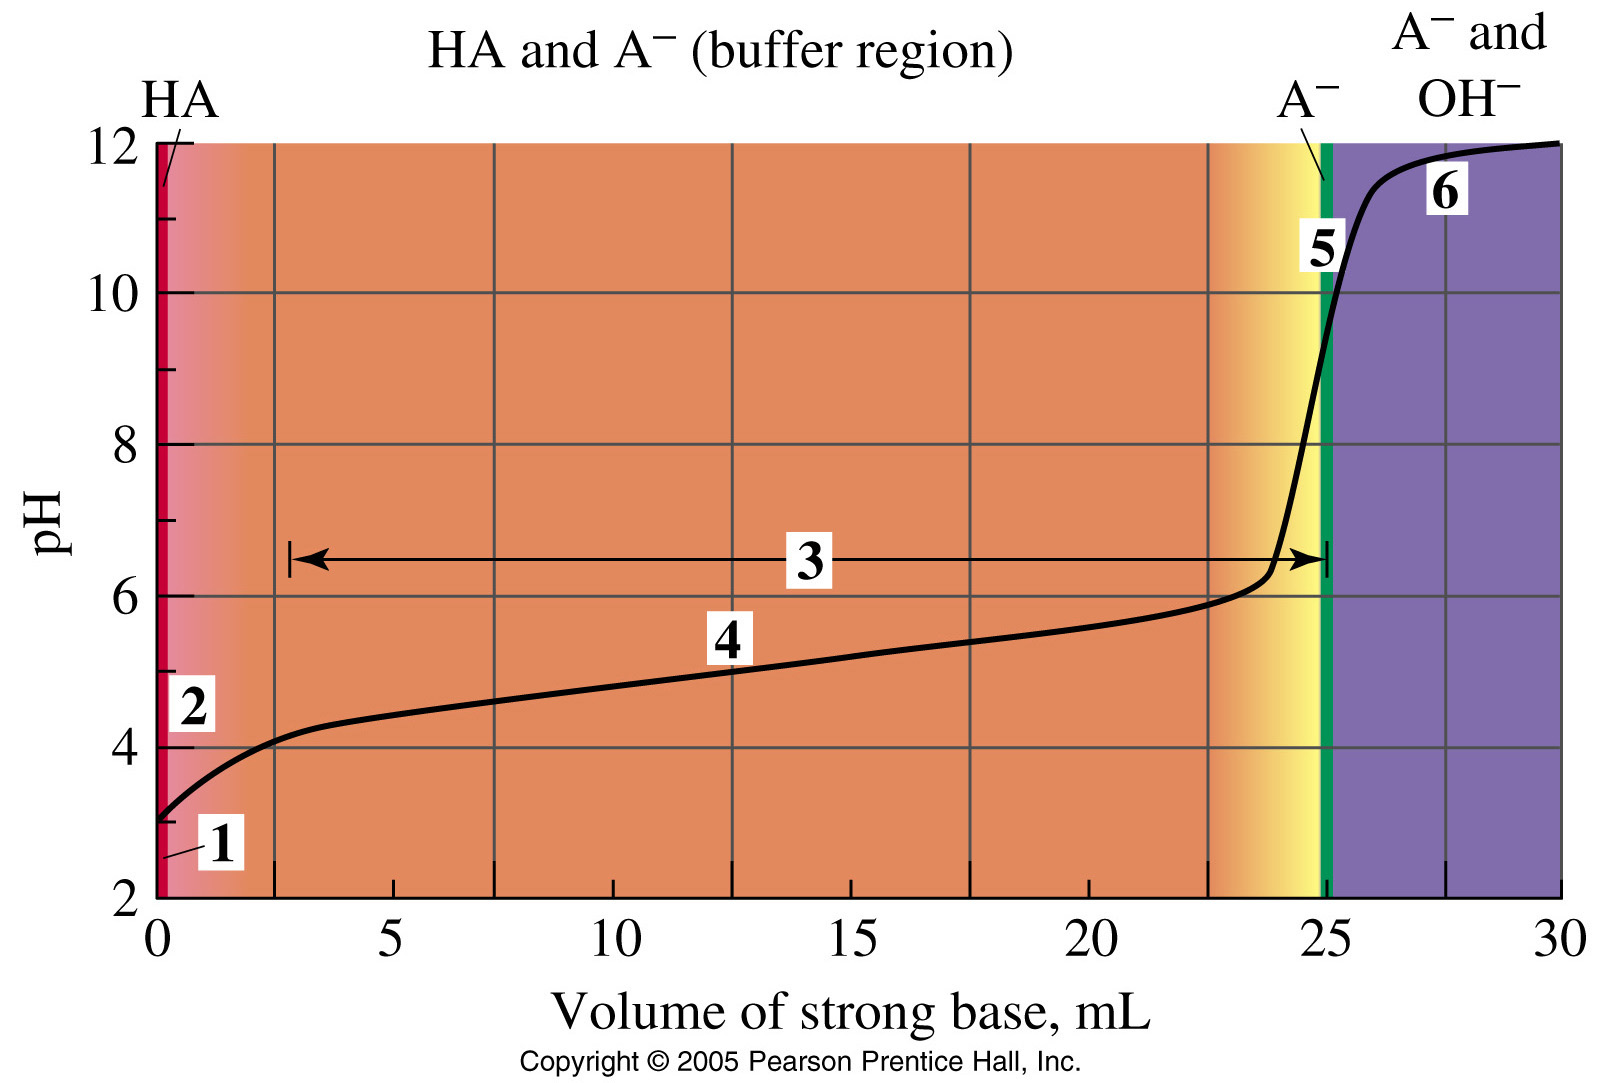 HA and A⁻ (buffer region)
A⁻ and
OH⁻
HA
A⁻
12
10
8
6
4
2
pH
1
2
3
4
5
6
0 5 10 15 20 25 30
Volume of strong base, mL
Copyright © 2005 Pearson Prentice Hall, Inc.